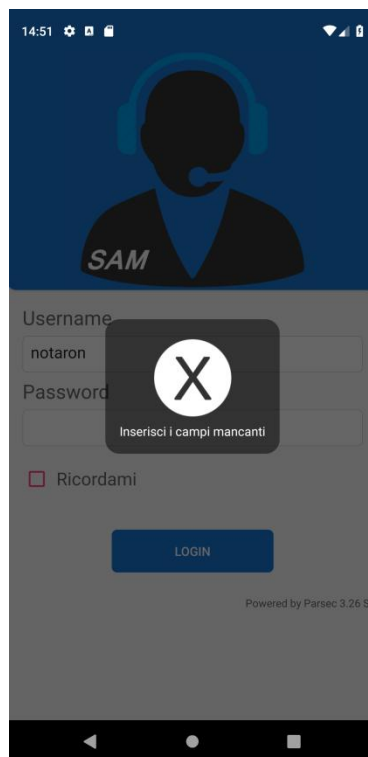 14:51
SAM
Username
notaron
Password
X
Inserisci i campi mancanti
Ricordami
LOGIN
Powered by Parsec 3.26 S